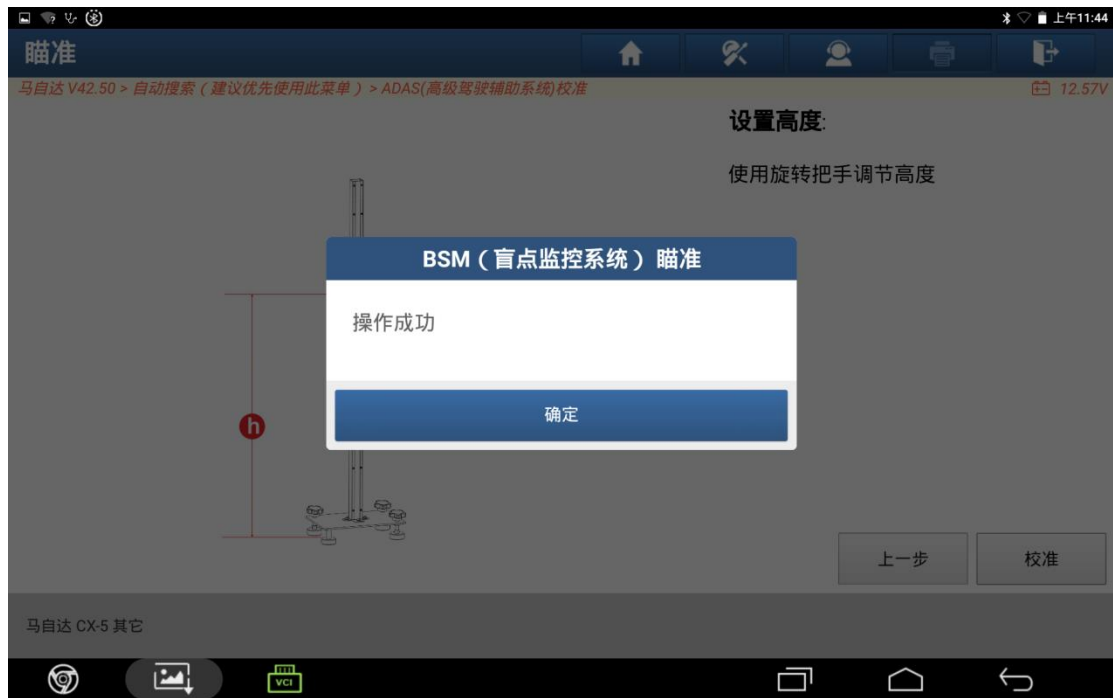 上午11:44
瞄准
马自达 V42.50 > 自动搜索（建议优先使用此菜单）> ADAS(高级驾驶辅助系统)校准
12.57V
设置高度:
使用旋转把手调节高度
BSM（盲点监控系统）瞄准
操作成功
确定
h
上一步
校准
马自达 CX-5 其它
VCI